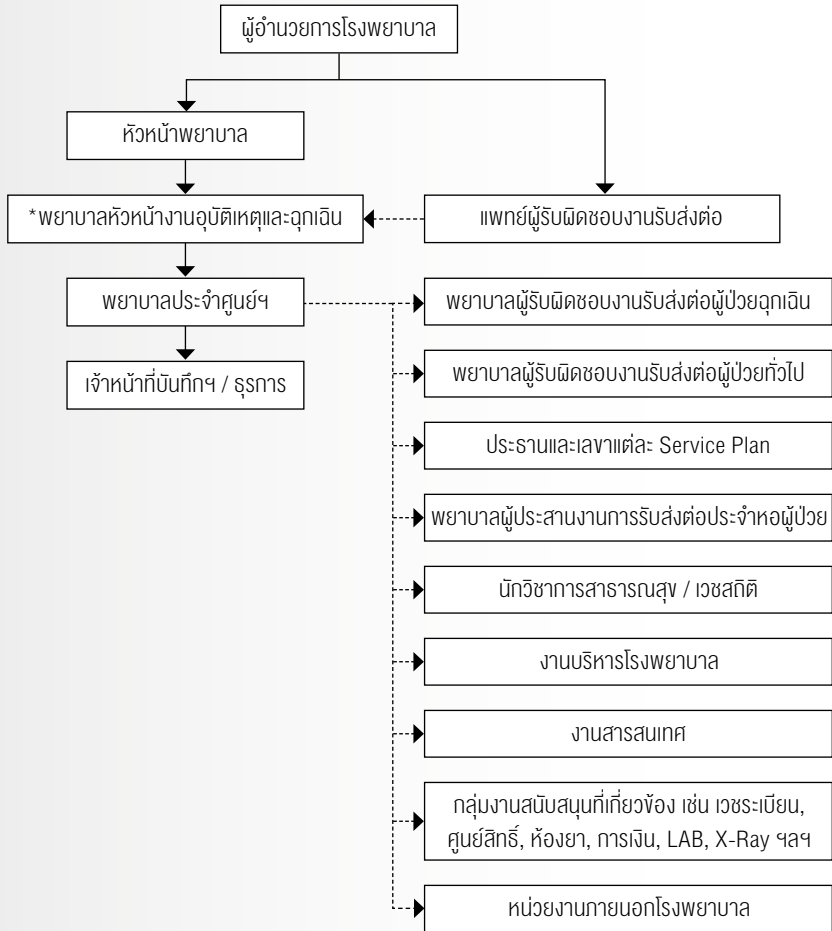 ผู้อำนวยการโรงพยาบาล
หัวหน้าพยาบาล
*พยาบาลหัวหน้างานอุบัติเหตุและฉุกเฉิน
แพทย์ผู้รับผิดชอบงานรับส่งต่อ
พยาบาลประจำศูนย์ฯ
พยาบาลผู้รับผิดชอบงานรับส่งต่อผู้ป่วยฉุกเฉิน
เจ้าหน้าที่บันทึกฯ / ธุรการ
พยาบาลผู้รับผิดชอบงานรับส่งต่อผู้ป่วยทั่วไป
ประธานและเลขาแต่ละ Service Plan
พยาบาลผู้ประสานงานการรับส่งต่อประจำหอผู้ป่วย
นักวิชาการสาธารณสุข / เวชสถิติ
งานบริหารโรงพยาบาล
งานสารสนเทศ
กลุ่มงานสนับสนุนที่เกี่ยวข้อง เช่น เวชระเบียน,
ศูนย์สิทธิ์, ห้องยา, การเงิน, LAB, X-Ray ฯลฯ
หน่วยงานภายนอกโรงพยาบาล